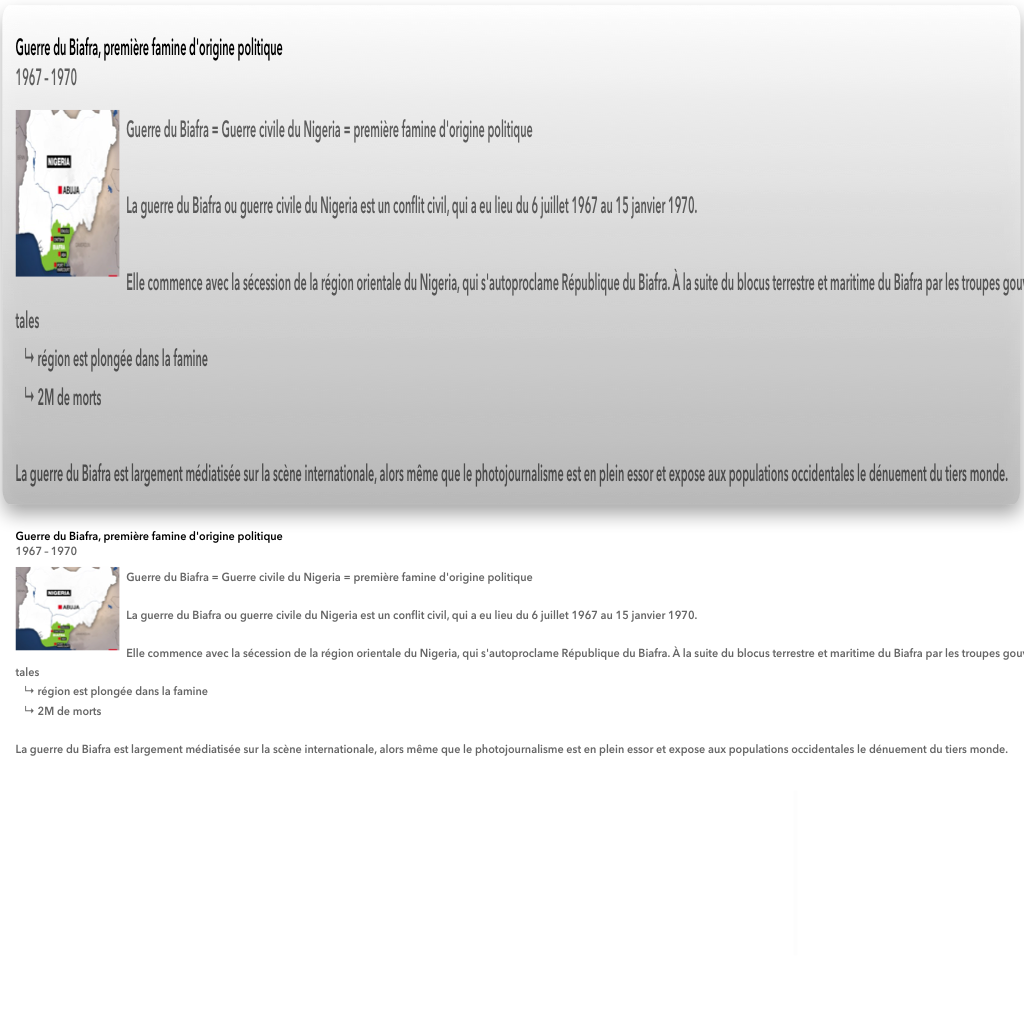 Guerre du Biafra, première famine d'origine politique
1967 - 1970
NIGERIA
ABUJA
Guerre du Biafra = Guerre civile du Nigeria = première famine d'origine politique
La guerre du Biafra ou guerre civile du Nigeria est un conflit civil, qui a eu lieu du 6 juillet 1967 au 15 janvier 1970.
BIAFRA
Elle commence avec la sécession de la région orientale du Nigeria, qui s'autoproclame République du Biafra. À la suite du blocus terrestre et maritime du Biafra par les troupes gouv
tales
↳ région est plongée dans la famine
↳ 2M de morts
La guerre du Biafra est largement médiatisée sur la scène internationale, alors même que le photojournalisme est en plein essor et expose aux populations occidentales le dénuement du tiers monde.
Guerre du Biafra, première famine d'origine politique
1967 - 1970
Guerre du Biafra = Guerre civile du Nigeria = première famine d'origine politique
NIGERIA
ABUJA
La guerre du Biafra ou guerre civile du Nigeria est un conflit civil, qui a eu lieu du 6 juillet 1967 au 15 janvier 1970.
Elle commence avec la sécession de la région orientale du Nigeria, qui s'autoproclame République du Biafra. À la suite du blocus terrestre et maritime du Biafra par les troupes gouv
tales
↳ région est plongée dans la famine
↳ 2M de morts
La guerre du Biafra est largement médiatisée sur la scène internationale, alors même que le photojournalisme est en plein essor et expose aux populations occidentales le dénuement du tiers monde.